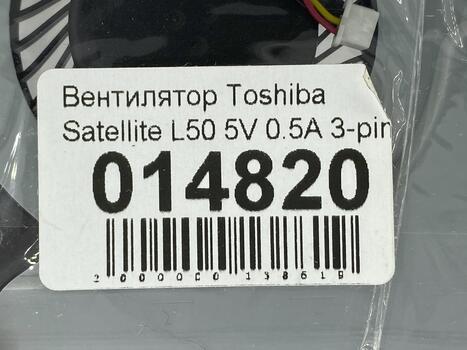 Вентилятор Toshiba
Satellite L50 5V 0.5A 3-pin
014820
2000000138619